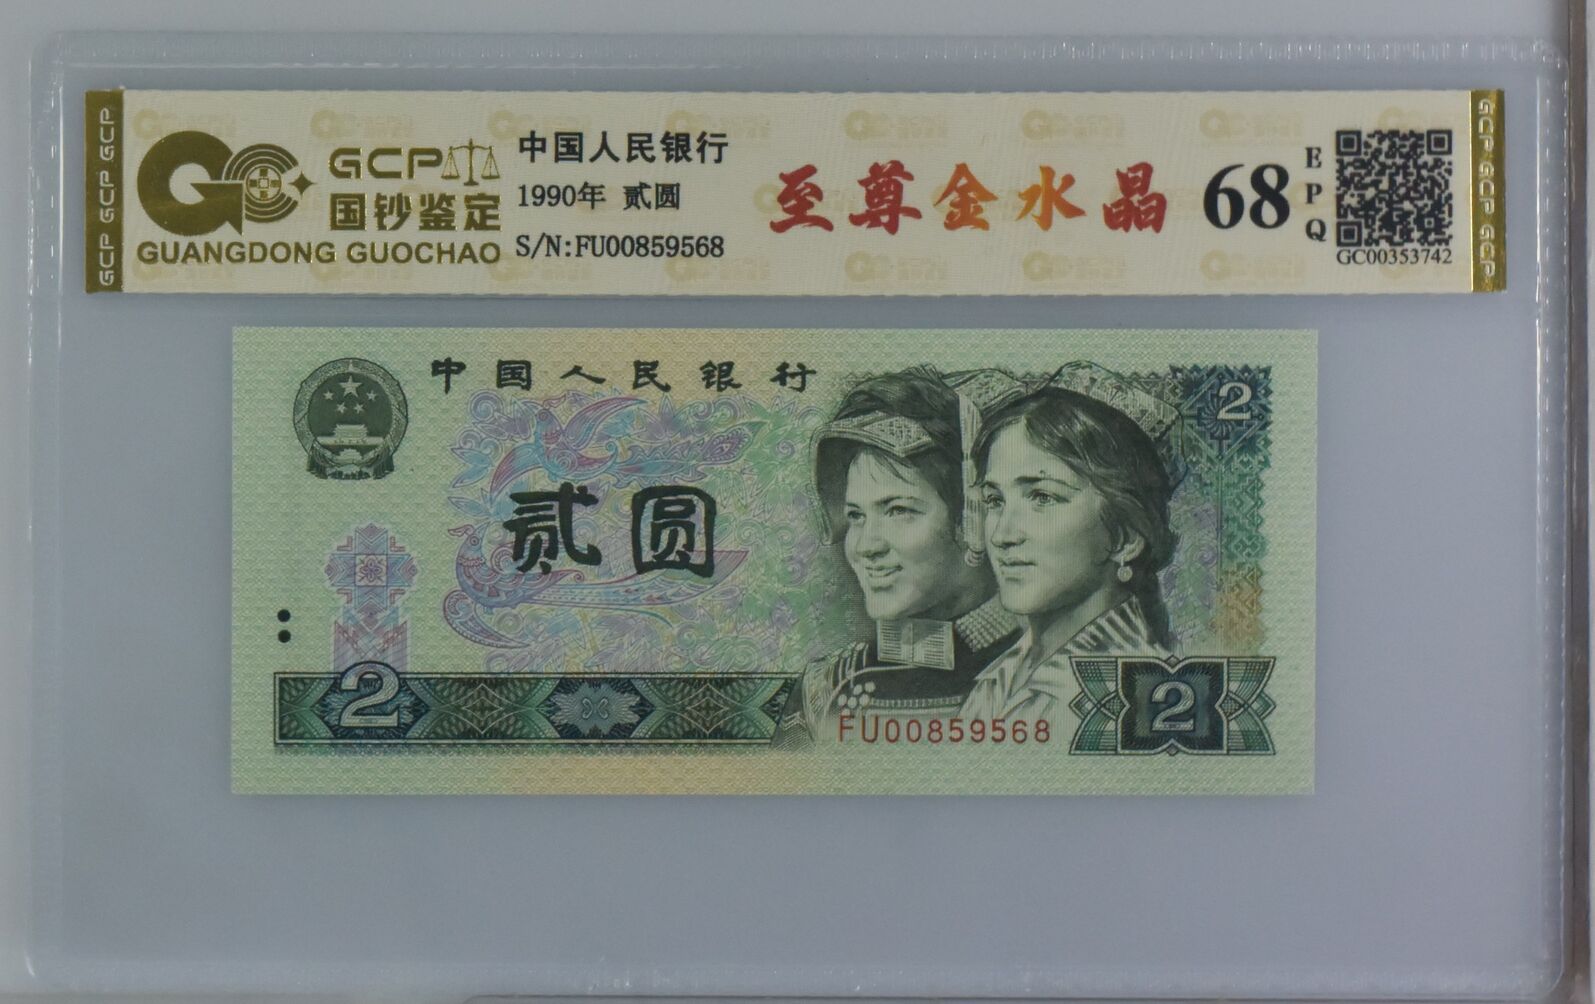 GCP GCP GCP
GCP
国钞鉴定
GUANGDONG GUOCHAO
中国人民银行
1990年 贰圆
S/N:FU00859568
至尊金水晶
68
EPQ
GC00353742
GCP GCP GCP
中国人民银行
2
贰圆
2
FU00859568
2